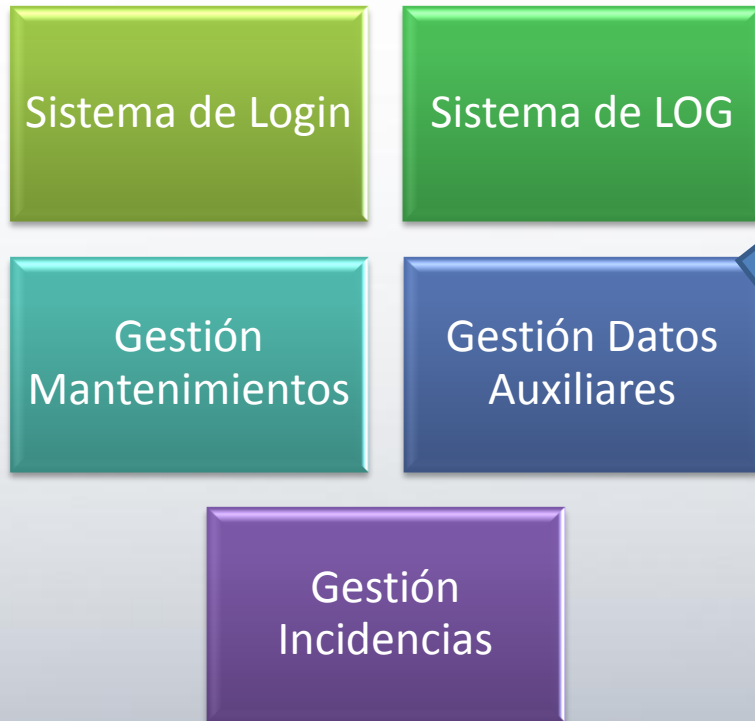 Sistema de Login
Sistema de LOG
Gestión
Mantenimientos
Gestión Datos
Auxiliares
Gestión
Incidencias